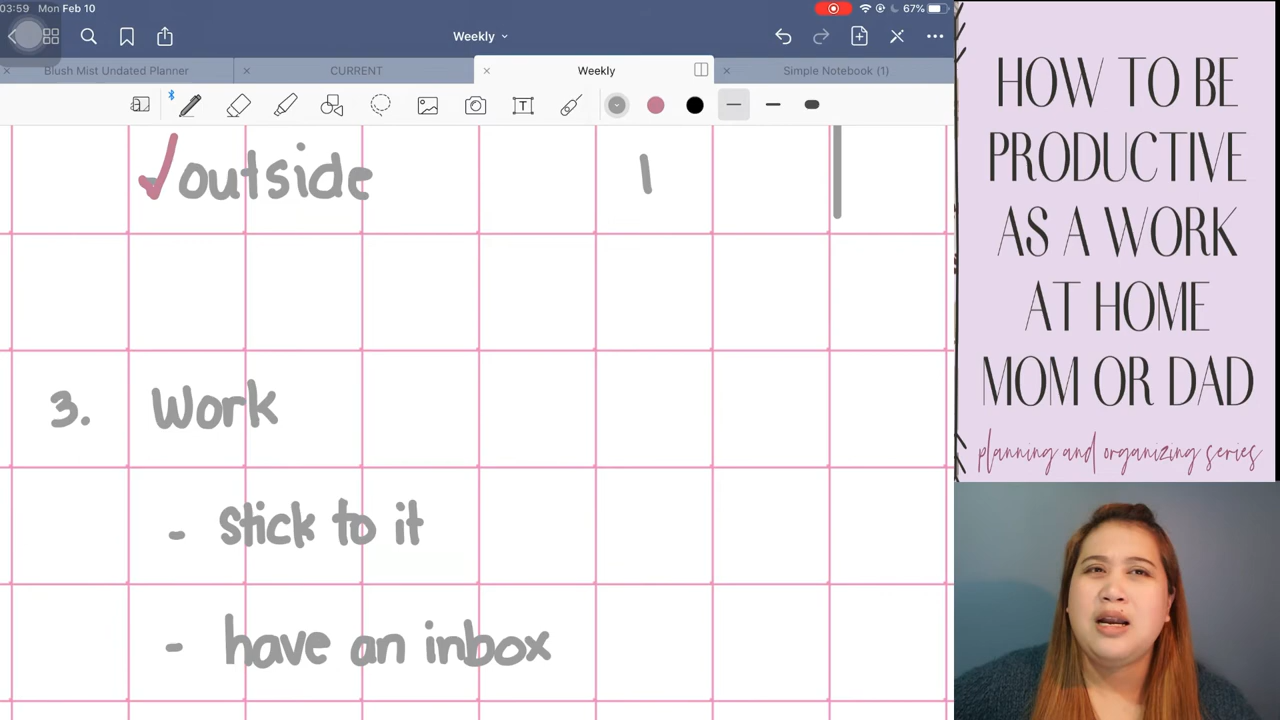 03:59 Mon Feb 10
67%
Weekly
Blush Mist Undated Planner
CURRENT
Weekly
Simple Notebook (1)
T
outside
1
3. Work
- stick to it
- have an inbox
HOW TO BE
PRODUCTIVE
AS A WORK
AT HOME
MOM OR DAD
planning and organizing series